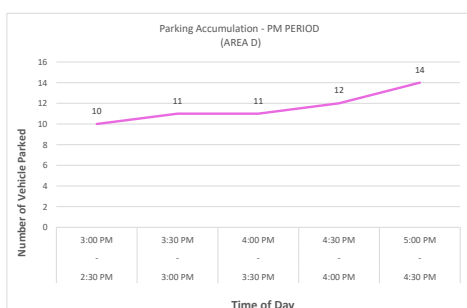 Parking Accumulation - PM PERIOD
(AREA D)
Number of Vehicle Parked
16
14
12
10
8
6
4
2
0
10
11
11
12
14
3:00 PM 3:30 PM 4:00 PM 4:30 PM 5:00 PM
- - - - -
2:30 PM 3:00 PM 3:30 PM 4:00 PM 4:30 PM
Time of Day